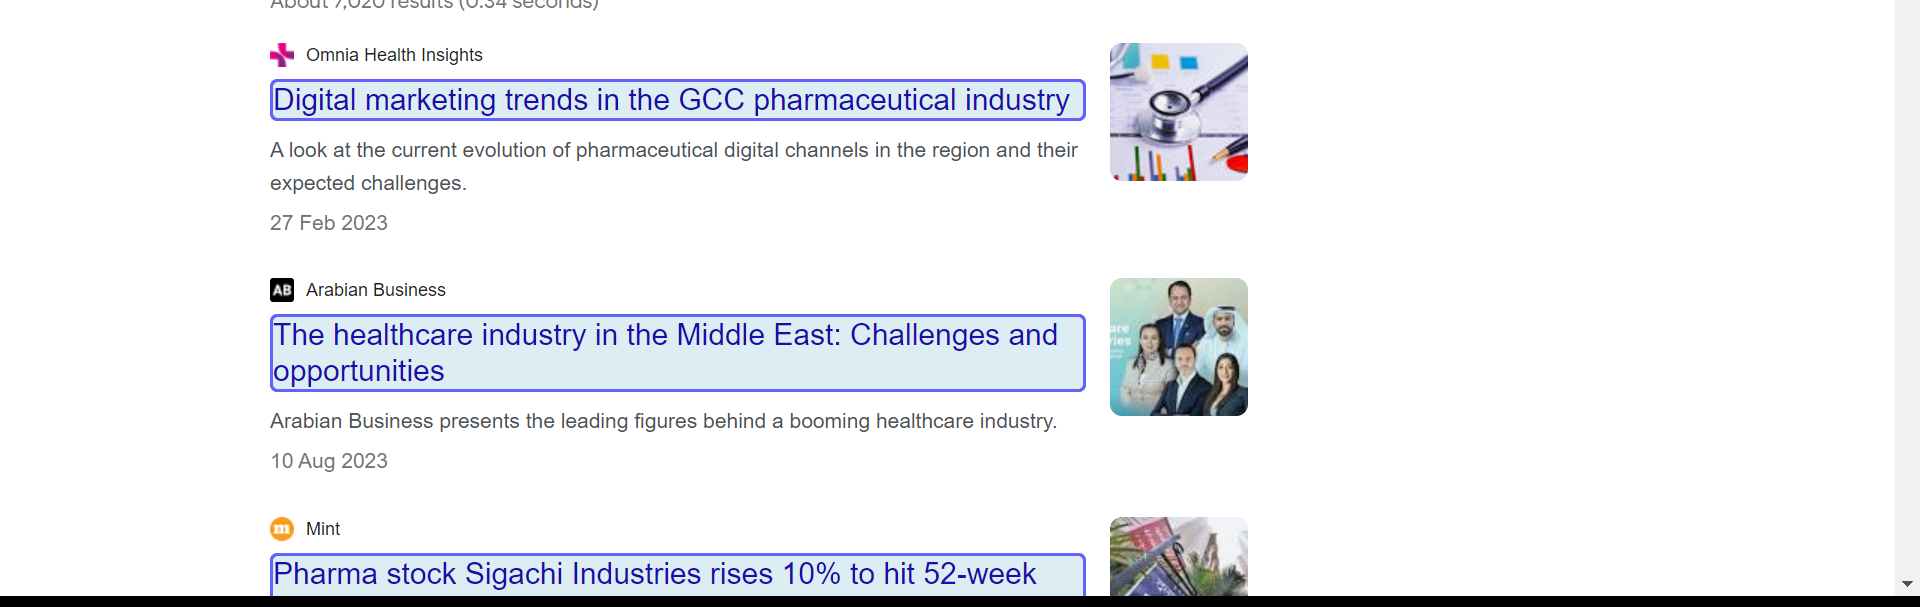 About 7,020 results (0.34 seconds)
Omnia Health Insights
Digital marketing trends in the GCC pharmaceutical industry
A look at the current evolution of pharmaceutical digital channels in the region and their
expected challenges.
27 Feb 2023
AB Arabian Business
The healthcare industry in the Middle East: Challenges and
opportunities
Arabian Business presents the leading figures behind a booming healthcare industry.
10 Aug 2023
m Mint
Pharma stock Sigachi Industries rises 10% to hit 52-week